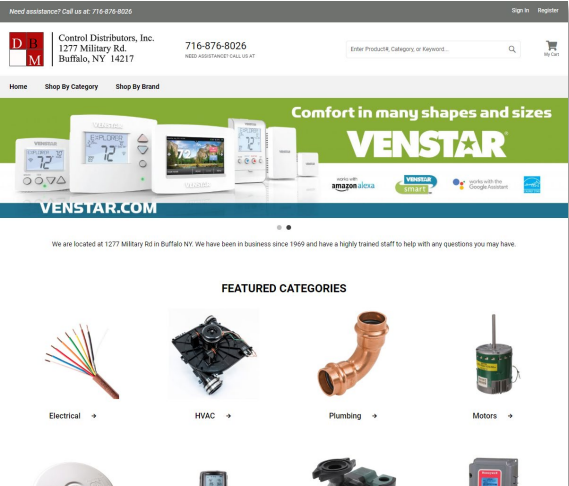 Need assistance? Call us at: 716-876-8026
Sign In Register
D B
M
Control Distributors, Inc.
1277 Military Rd.
Buffalo, NY 14217
716-876-8026
NEED ASSISTANCE? CALL US AT
Enter Product#, Category, or Keyword...
My Cart
Home Shop By Category Shop By Brand
Comfort in many shapes and sizes
VENSTAR
EXPLORER
72°
72°
works with
amazon alexa
VENSTAR
smart
works with the
Google Assistant
VENSTAR.COM
We are located at 1277 Military Rd in Buffalo NY. We have been in business since 1969 and have a highly trained staff to help with any questions you may have.
FEATURED CATEGORIES
Electrical → HVAC → Plumbing → Motors →